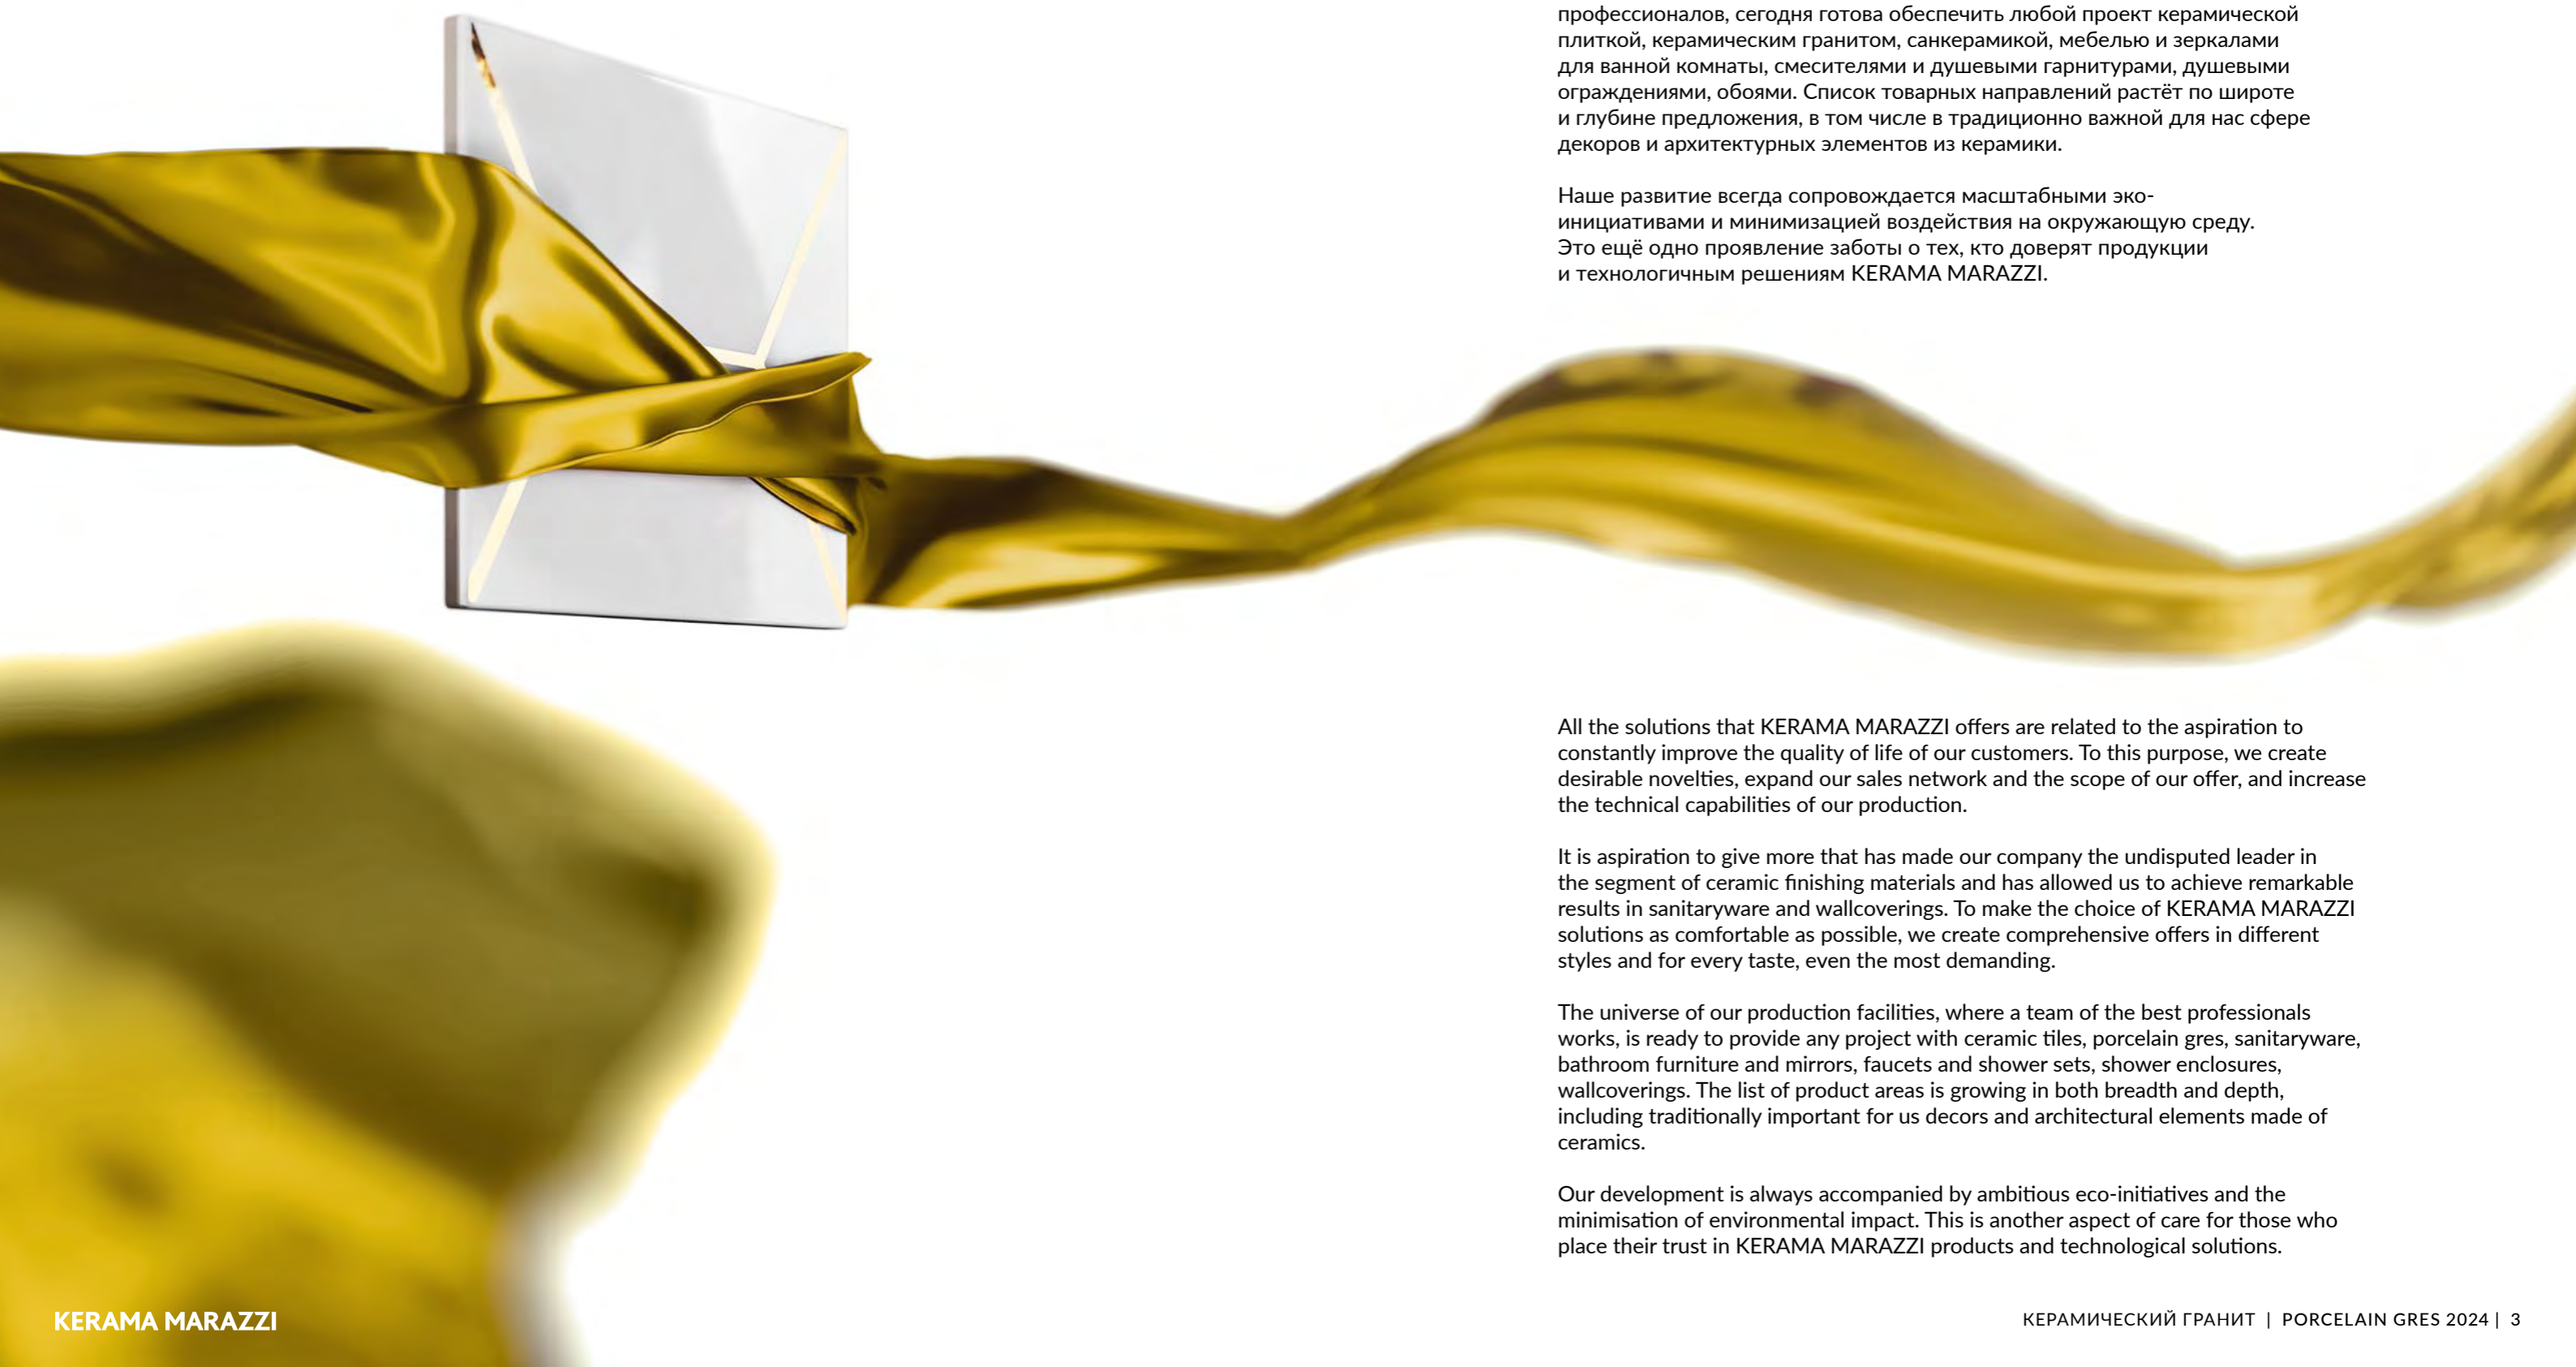 профессионалов, сегодня готова обеспечить любой проект керамической
плиткой, керамическим гранитом, санкерамикой, мебелью и зеркалами
для ванной комнаты, смесителями и душевыми гарнитурами, душевыми
ограждениями, обоями. Список товарных направлений растёт по широте
и глубине предложения, в том числе в традиционно важной для нас сфере
декоров и архитектурных элементов из керамики.
Наше развитие всегда сопровождается масштабными эко-
инициативами и минимизацией воздействия на окружающую среду.
Это ещё одно проявление заботы о тех, кто доверят продукции
и технологичным решениям KERAMA MARAZZI.
All the solutions that KERAMA MARAZZI offers are related to the aspiration to
constantly improve the quality of life of our customers. To this purpose, we create
desirable novelties, expand our sales network and the scope of our offer, and increase
the technical capabilities of our production.
It is aspiration to give more that has made our company the undisputed leader in
the segment of ceramic finishing materials and has allowed us to achieve remarkable
results in sanitaryware and wallcoverings. To make the choice of KERAMA MARAZZI
solutions as comfortable as possible, we create comprehensive offers in different
styles and for every taste, even the most demanding.
The universe of our production facilities, where a team of the best professionals
works, is ready to provide any project with ceramic tiles, porcelain gres, sanitaryware,
bathroom furniture and mirrors, faucets and shower sets, shower enclosures,
wallcoverings. The list of product areas is growing in both breadth and depth,
including traditionally important for us decors and architectural elements made of
ceramics.
Our development is always accompanied by ambitious eco-initiatives and the
minimisation of environmental impact. This is another aspect of care for those who
place their trust in KERAMA MARAZZI products and technological solutions.
KERAMA MARAZZI
КЕРАМИЧЕСКИЙ ГРАНИТ | PORCELAIN GRES 2024 | 3